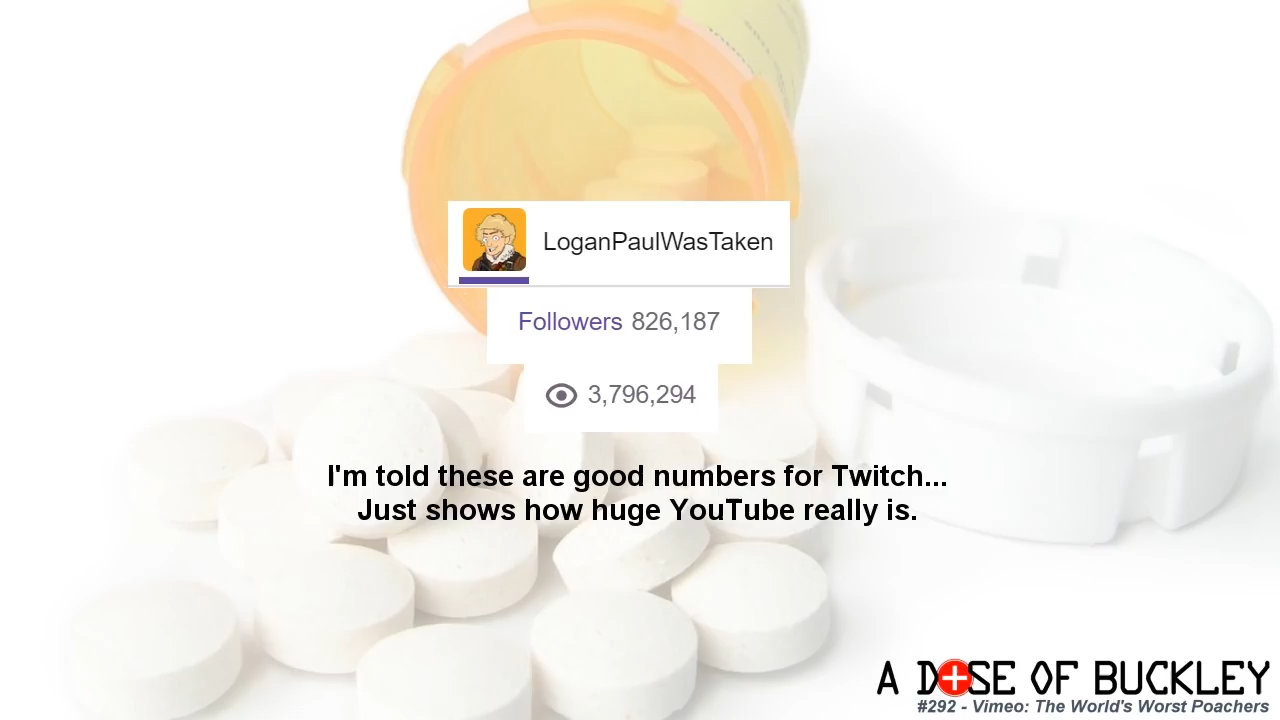 LoganPaulWasTaken
Followers 826,187
3,796,294
I'm told these are good numbers for Twitch...
Just shows how huge YouTube really is.
A DOSE OF BUCKLEY
#292 - Vimeo: The World's Worst Poachers